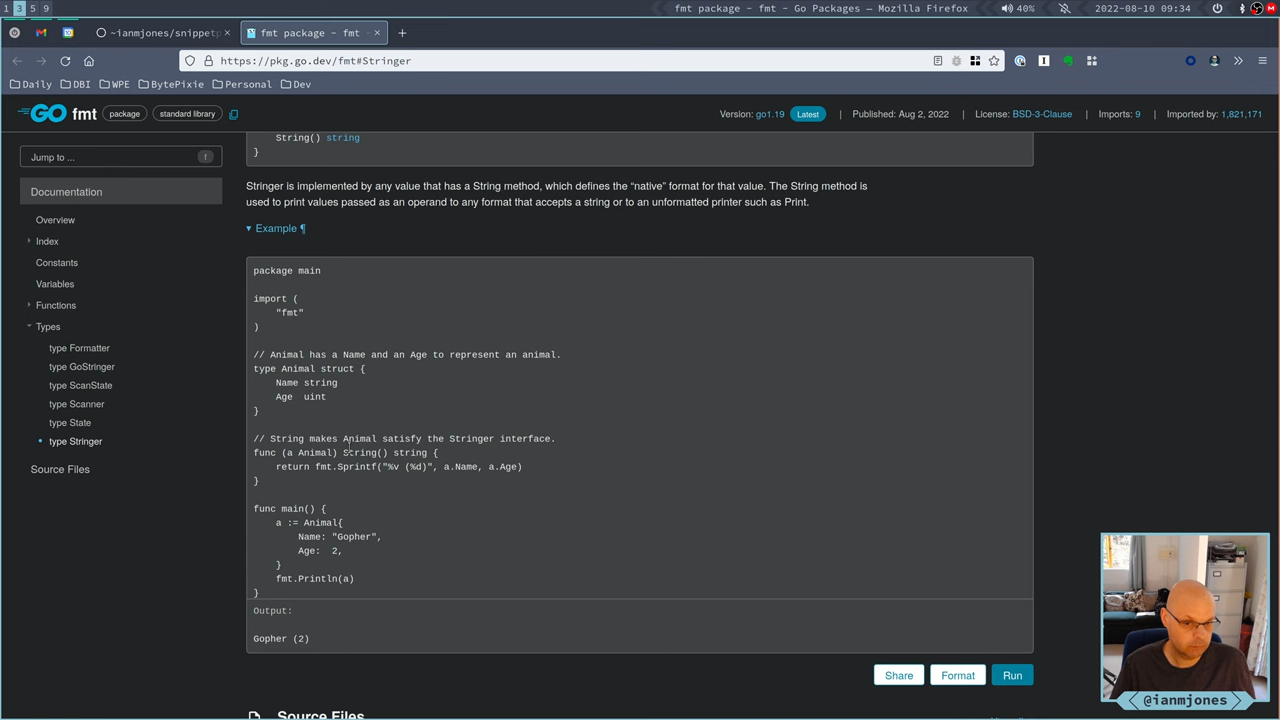 1 3 5 9
fmt package - fmt - Go Packages — Mozilla Firefox
40%
2022-08-10 09:34
~ianmjones/snippetp
fmt package - fmt -
https://pkg.go.dev/fmt#Stringer
Daily DBI WPE BytePixie Personal Dev
GO fmt package standard library
Version: go1.19 Latest | Published: Aug 2, 2022 | License: BSD-3-Clause | Imports: 9 | Imported by: 1,821,171
Jump to ... f
Documentation
Overview
Index
Constants
Variables
Functions
Types
type Formatter
type GoStringer
type ScanState
type Scanner
type State
type Stringer
Source Files
String() string
}
Stringer is implemented by any value that has a String method, which defines the “native” format for that value. The String method is
used to print values passed as an operand to any format that accepts a string or to an unformatted printer such as Print.
▾ Example ¶
package main
import (
"fmt"
)
// Animal has a Name and an Age to represent an animal.
type Animal struct {
Name string
Age  uint
}
// String makes Animal satisfy the Stringer interface.
func (a Animal) String() string {
return fmt.Sprintf("%v (%d)", a.Name, a.Age)
}
func main() {
a := Animal{
Name: "Gopher",
Age:  2,
}
fmt.Println(a)
}
Output:
Gopher (2)
Share Format Run
Source Files
@ianmjones